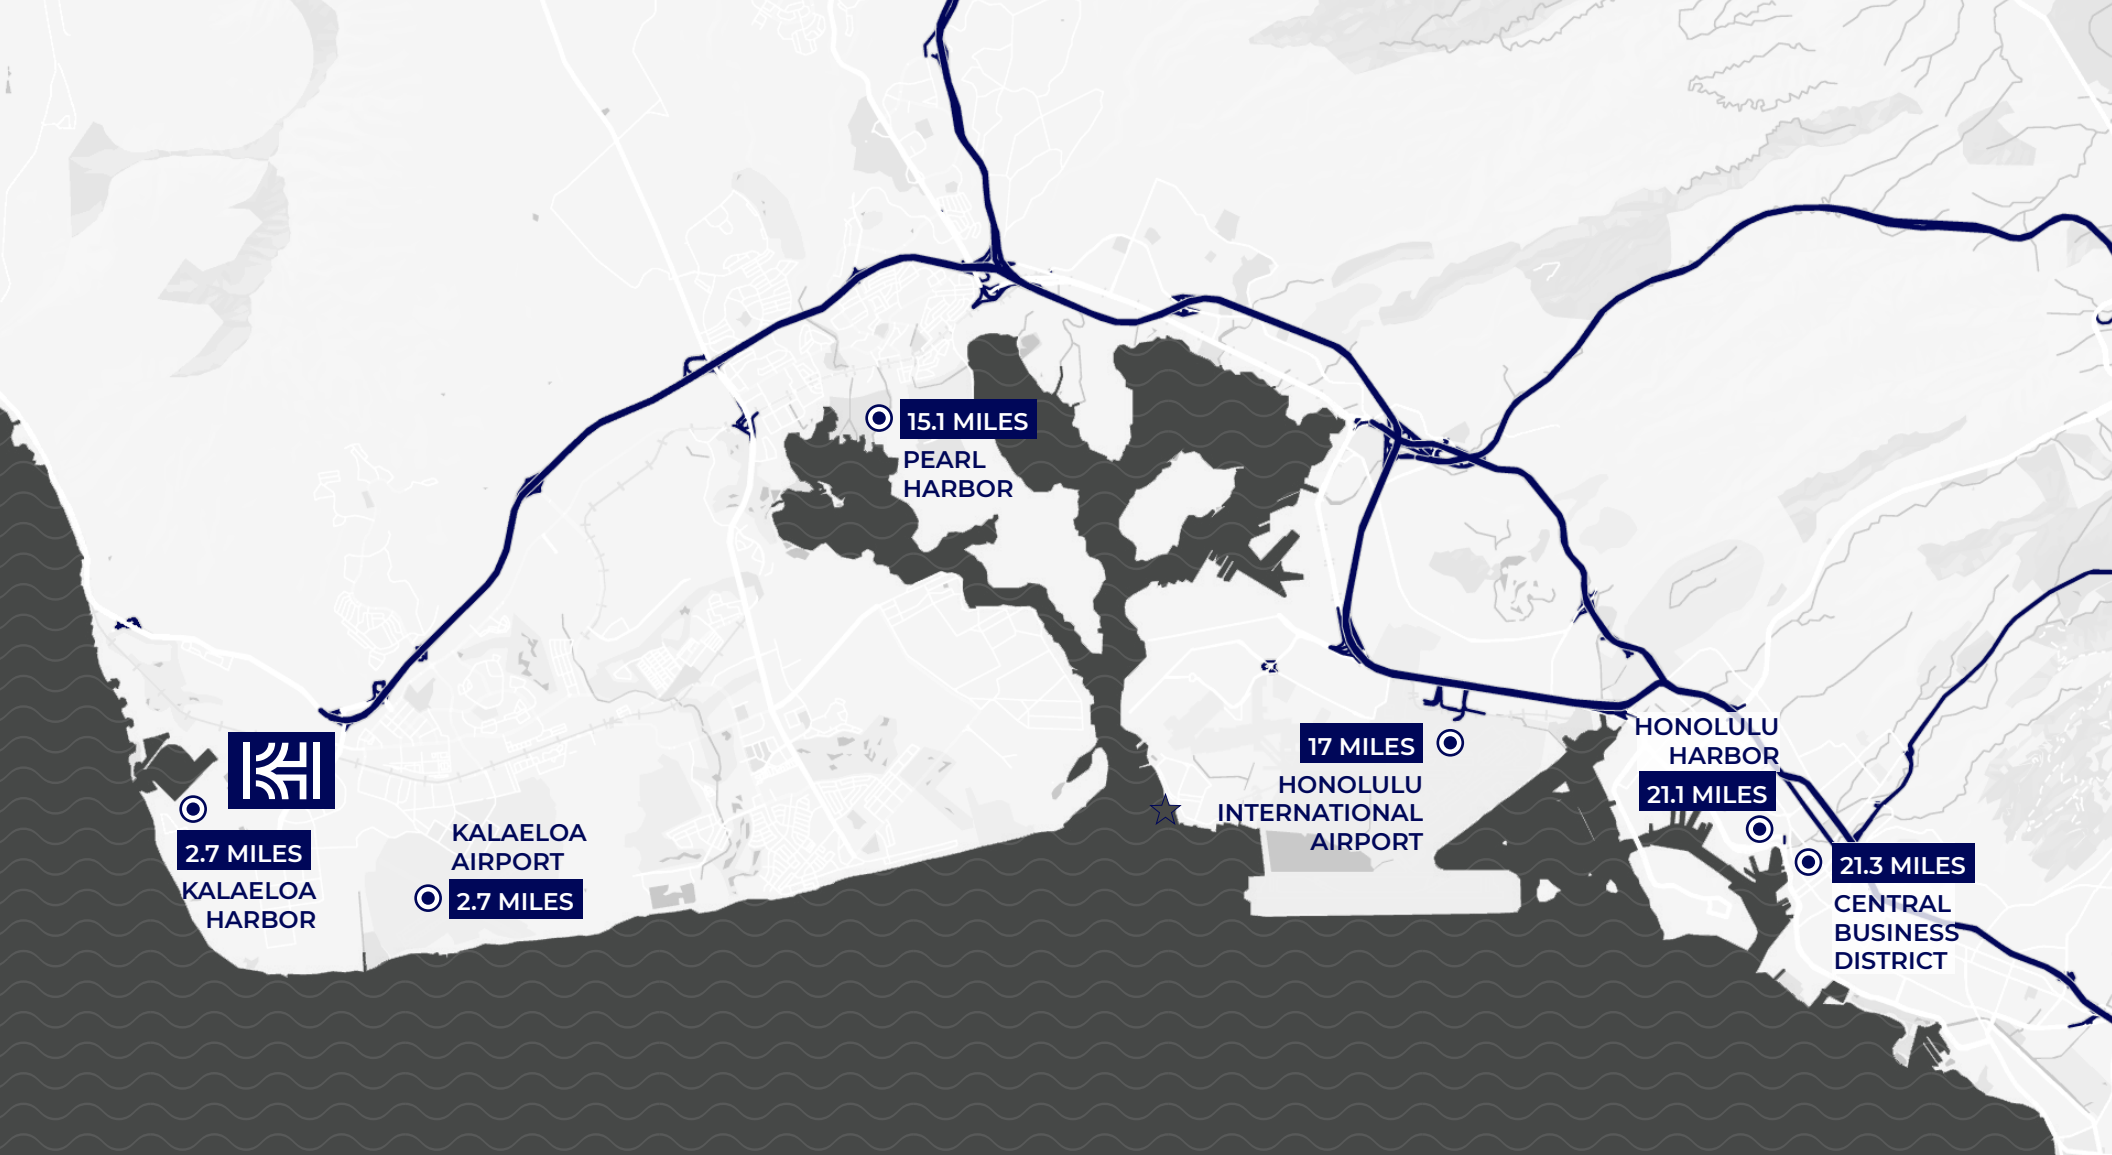 15.1 MILES
PEARL
HARBOR
17 MILES
HONOLULU
INTERNATIONAL
AIRPORT
HONOLULU
HARBOR
21.1 MILES
21.3 MILES
CENTRAL
BUSINESS
DISTRICT
KH
2.7 MILES
KALAELOA
HARBOR
KALAELOA
AIRPORT
2.7 MILES